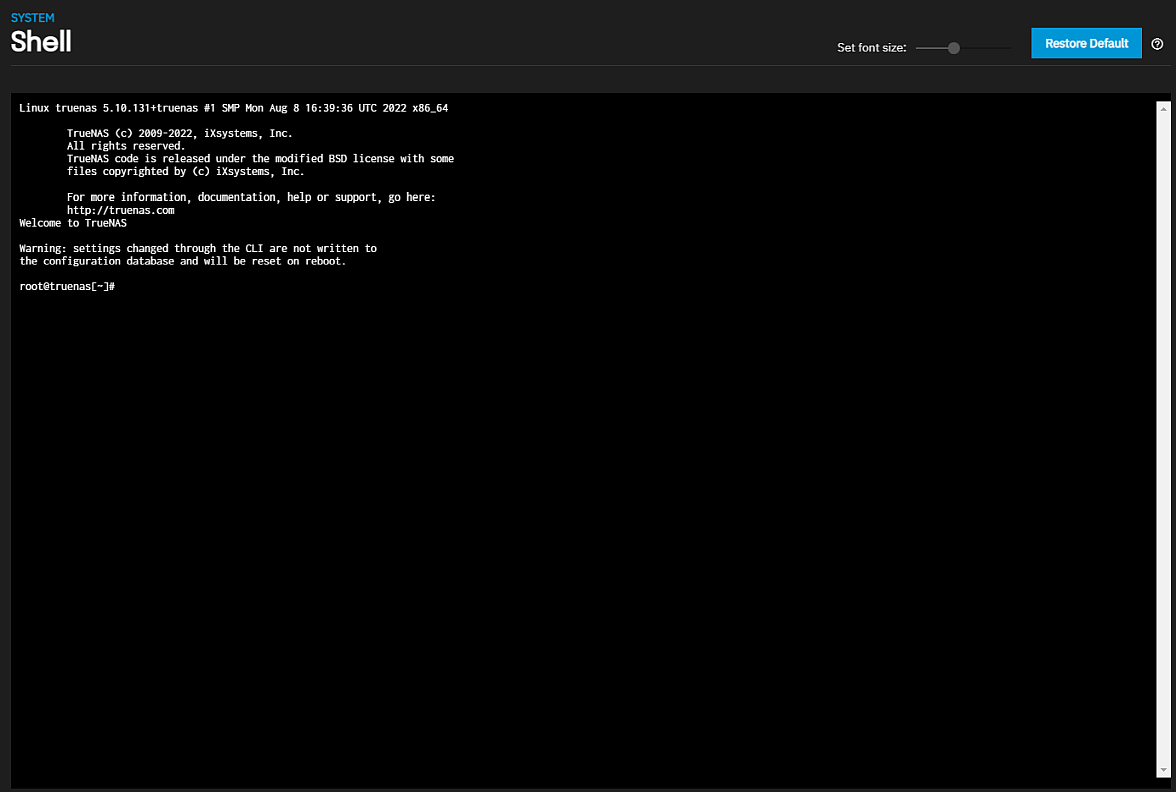 SYSTEM
Shell
Set font size:
Restore Default
Linux truenas 5.10.131+truenas #1 SMP Mon Aug 8 16:39:36 UTC 2022 x86_64
TrueNAS (c) 2009-2022, iXsystems, Inc.
All rights reserved.
TrueNAS code is released under the modified BSD license with some
files copyrighted by (c) iXsystems, Inc.
For more information, documentation, help or support, go here:
http://truenas.com
Welcome to TrueNAS
Warning: settings changed through the CLI are not written to
the configuration database and will be reset on reboot.
root@truenas[~]#